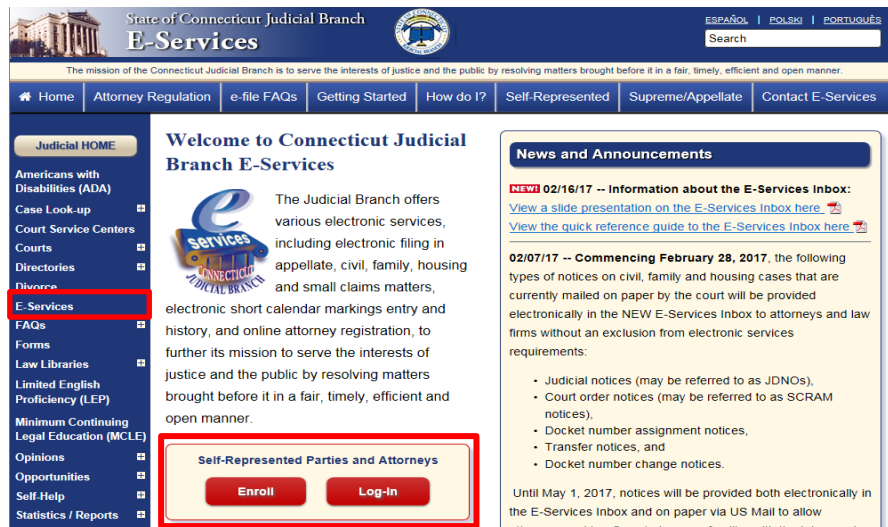 State of Connecticut Judicial Branch
E-Services
ESPAÑOL | POLSKI | PORTUGUÊS
Search
The mission of the Connecticut Judicial Branch is to serve the interests of justice and the public by resolving matters brought before it in a fair, timely, efficient and open manner.
Home Attorney Regulation e-file FAQs Getting Started How do I? Self-Represented Supreme/Appellate Contact E-Services
Judicial HOME
Americans with
Disabilities (ADA)
Case Look-up
Court Service Centers
Courts
Directories
Divorce
E-Services
FAQs
Forms
Law Libraries
Limited English
Proficiency (LEP)
Minimum Continuing
Legal Education (MCLE)
Opinions
Opportunities
Self-Help
Statistics / Reports
Welcome to Connecticut Judicial
Branch E-Services
e
services
CONNECTICUT
JUDICIAL BRANCH
The Judicial Branch offers
various electronic services,
including electronic filing in
appellate, civil, family, housing
and small claims matters,
electronic short calendar markings entry and
history, and online attorney registration, to
further its mission to serve the interests of
justice and the public by resolving matters
brought before it in a fair, timely, efficient and
open manner.
Self-Represented Parties and Attorneys
Enroll Log-In
News and Announcements
NEW! 02/16/17 -- Information about the E-Services Inbox:
View a slide presentation on the E-Services Inbox here
View the quick reference guide to the E-Services Inbox here
02/07/17 -- Commencing February 28, 2017, the following
types of notices on civil, family and housing cases that are
currently mailed on paper by the court will be provided
electronically in the NEW E-Services Inbox to attorneys and law
firms without an exclusion from electronic services
requirements:
• Judicial notices (may be referred to as JDNOs),
• Court order notices (may be referred to as SCRAM
notices),
• Docket number assignment notices,
• Transfer notices, and
• Docket number change notices.
Until May 1, 2017, notices will be provided both electronically in
the E-Services Inbox and on paper via US Mail to allow